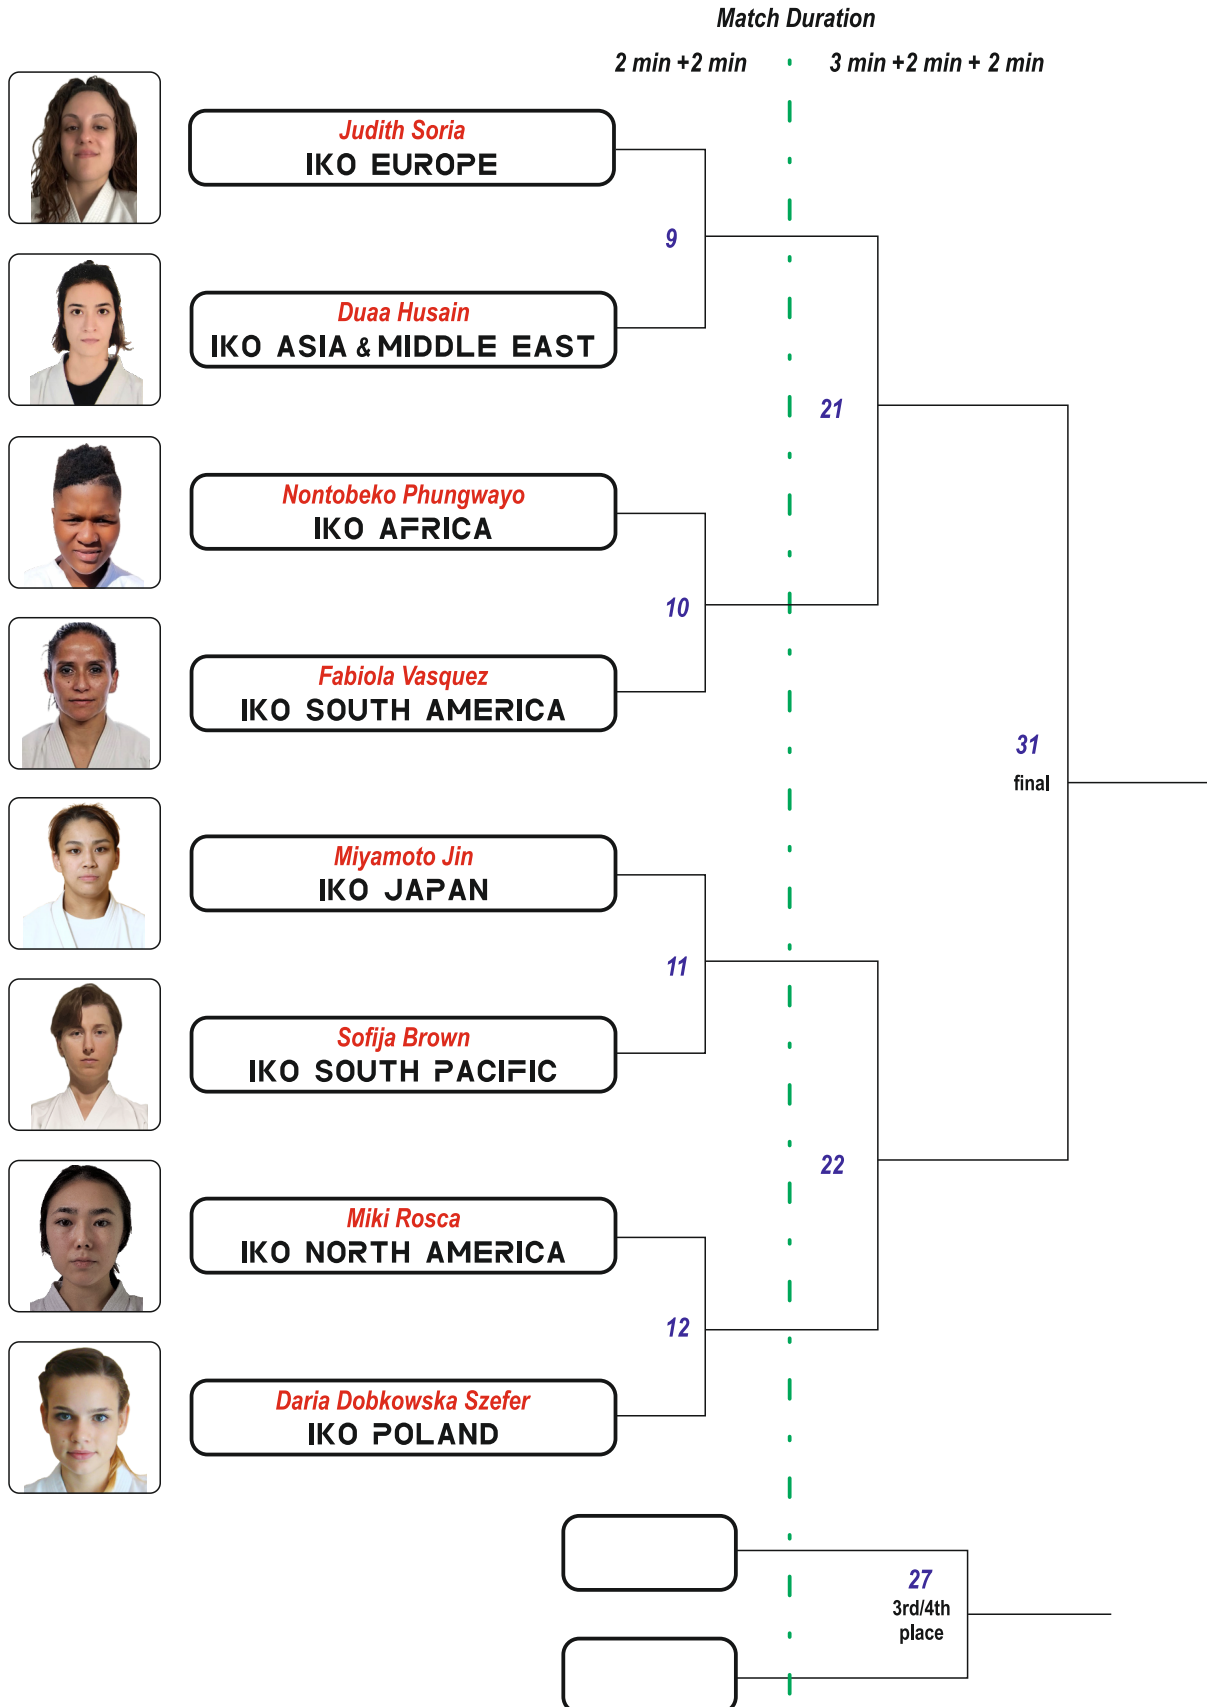 Match Duration
2 min +2 min
3 min +2 min + 2 min
Judith Soria
IKO EUROPE
9
Duaa Husain
IKO ASIA & MIDDLE EAST
21
Nontobeko Phungwayo
IKO AFRICA
10
Fabiola Vasquez
IKO SOUTH AMERICA
31
final
Miyamoto Jin
IKO JAPAN
11
Sofija Brown
IKO SOUTH PACIFIC
22
Miki Rosca
IKO NORTH AMERICA
12
Daria Dobkowska Szefer
IKO POLAND
27
3rd/4th
place